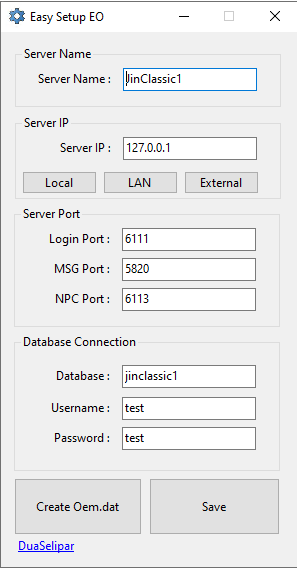 Easy Setup EO
Server Name
Server Name : JinClassic1
Server IP
Server IP : 127.0.0.1
Local LAN External
Server Port
Login Port : 6111
MSG Port : 5820
NPC Port : 6113
Database Connection
Database : jinclassic1
Username : test
Password : test
Create Oem.dat Save
DuaSelipar